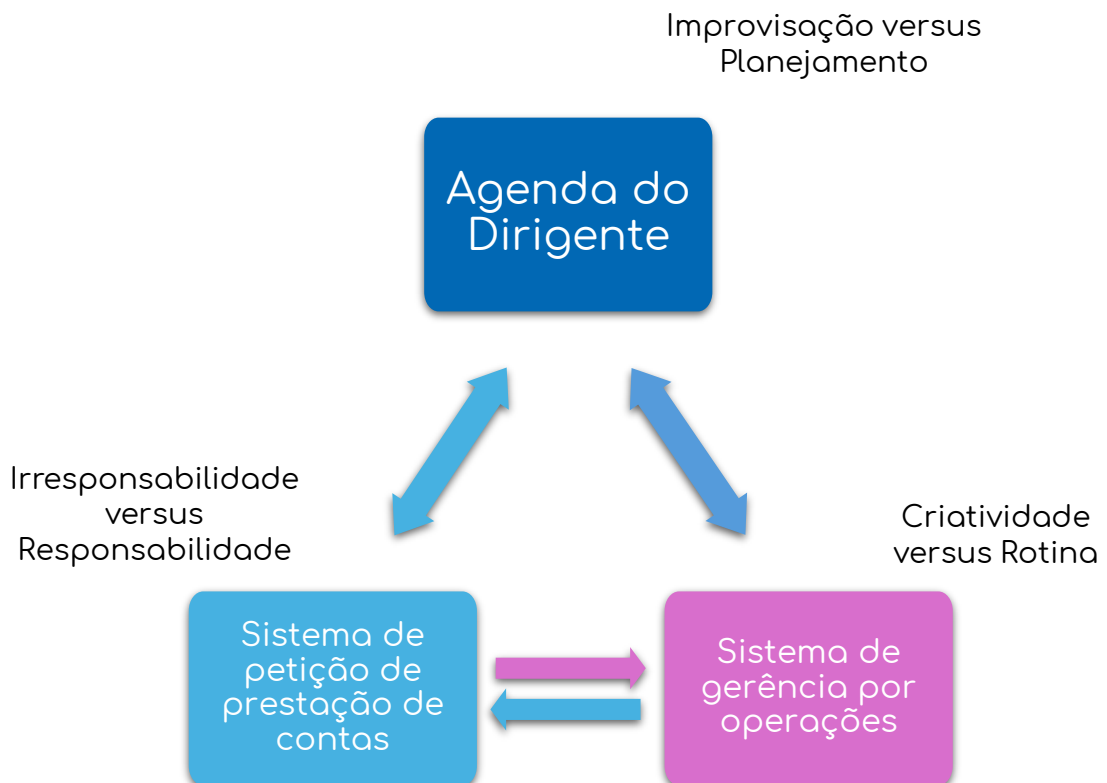 Improvisação versus
Planejamento
Agenda do
Dirigente
Irresponsabilidade
versus
Responsabilidade
Criatividade
versus Rotina
Sistema de
petição de
prestação de
contas
Sistema de
gerência por
operações